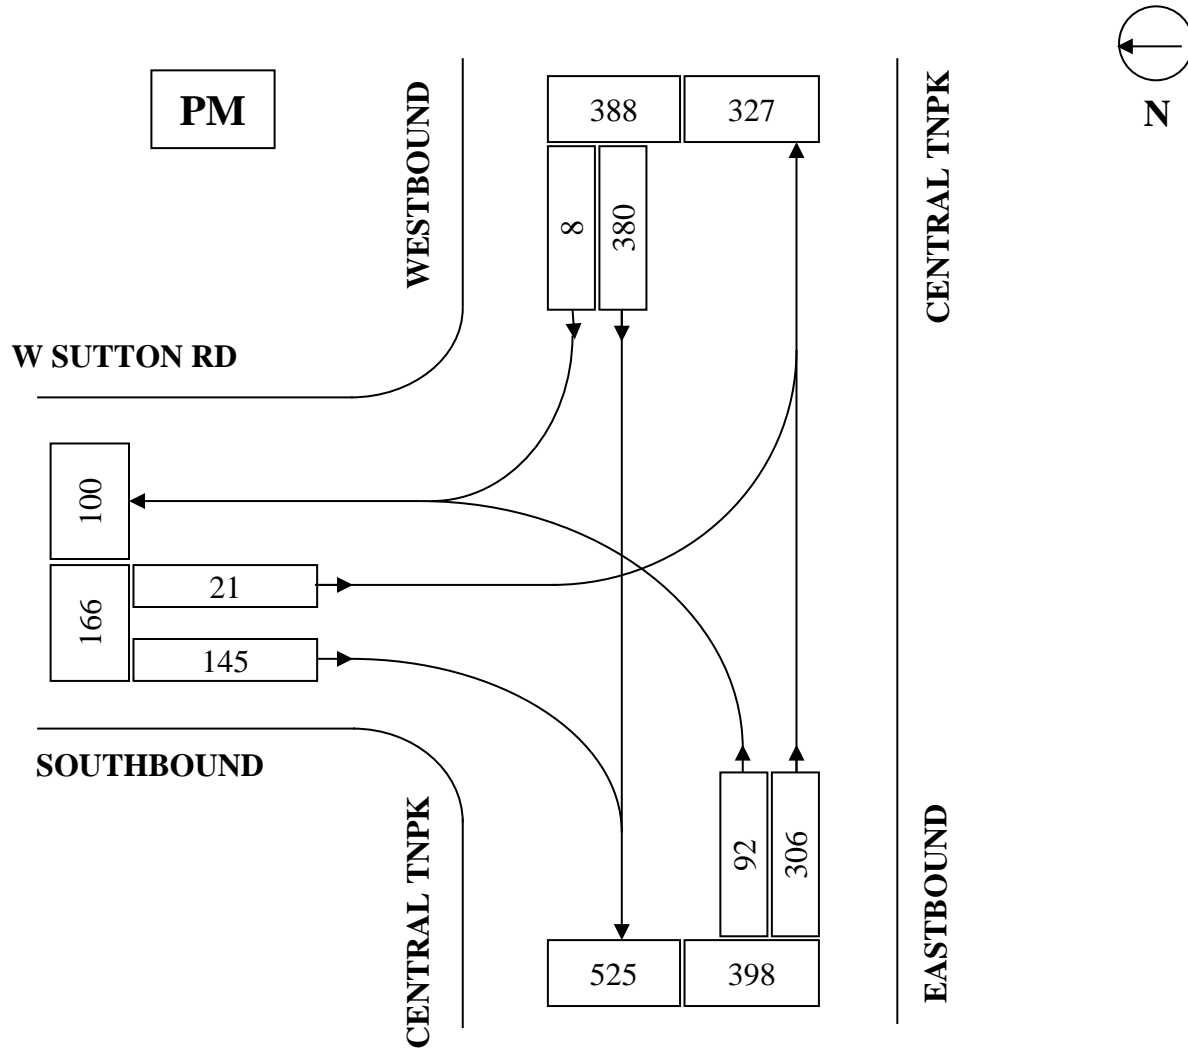 PM
388
327
N
WESTBOUND
CENTRAL TNPK
8
380
W SUTTON RD
100
21
166
145
SOUTHBOUND
CENTRAL TNPK
92
306
EASTBOUND
525
398